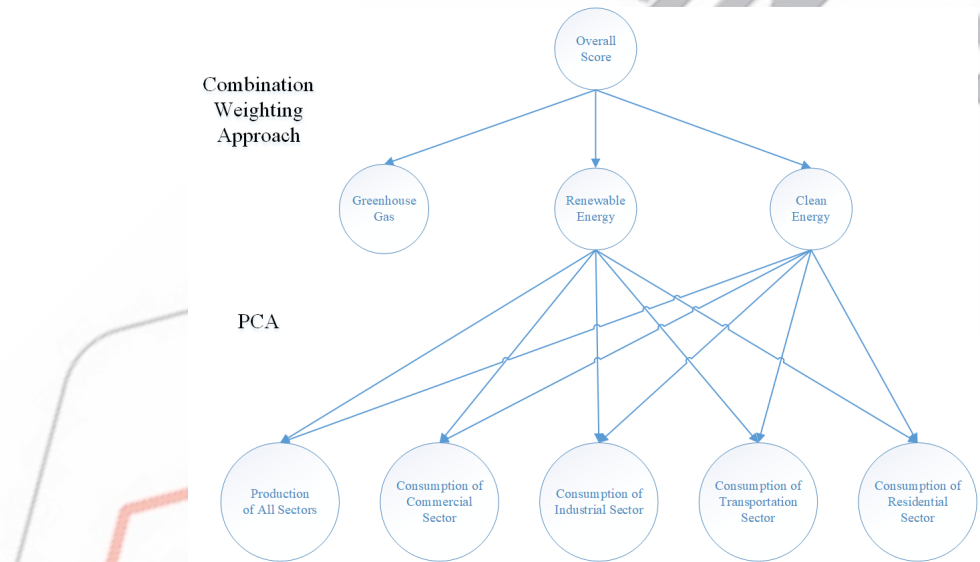 Overall
Score
Combination
Weighting
Approach
Greenhouse
Gas
Renewable
Energy
Clean
Energy
PCA
Production
of All Sectors
Consumption of
Commercial
Sector
Consumption of
Industrial Sector
Consumption of
Transportation
Sector
Consumption of
Residential
Sector